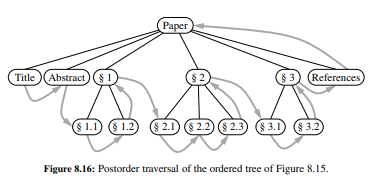 Paper
Title Abstract § 1 § 2 § 3 References
§ 1.1 § 1.2 § 2.1 § 2.2 § 2.3 § 3.1 § 3.2
Figure 8.16: Postorder traversal of the ordered tree of Figure 8.15.